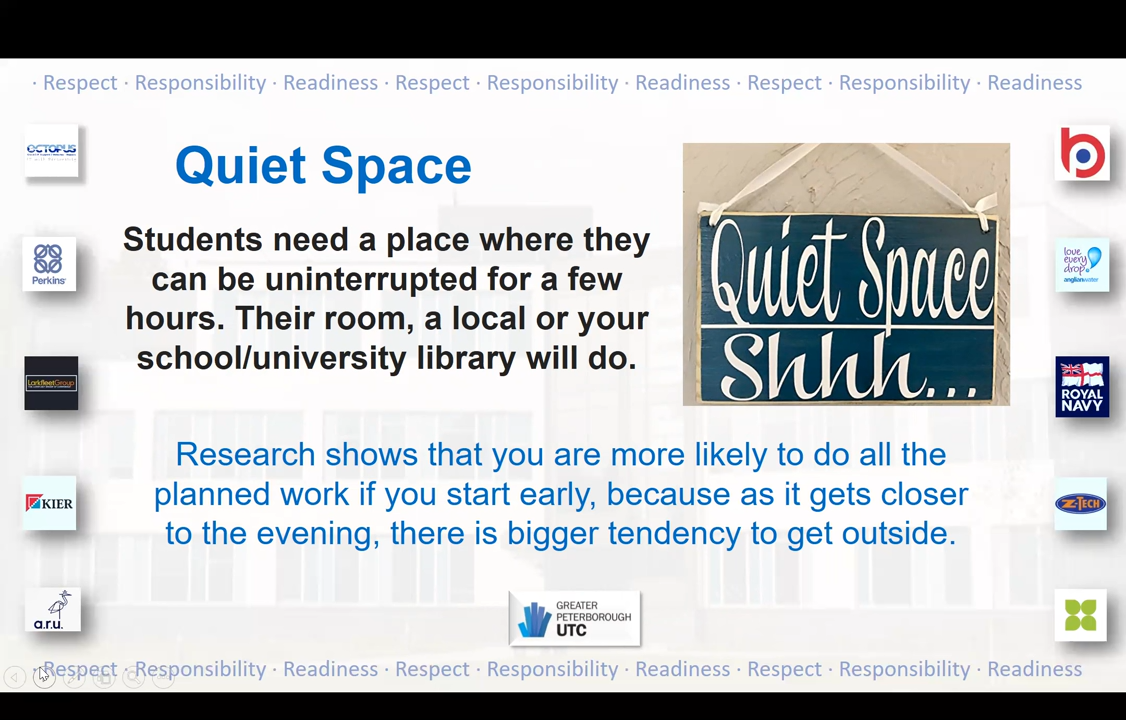 · Respect · Responsibility · Readiness · Respect · Responsibility · Readiness · Respect · Responsibility · Readiness
OCTOPUS
Quiet Space
Students need a place where they
can be uninterrupted for a few
hours. Their room, a local or your
school/university library will do.
Quiet Space
Shhh...
Perkins
LarkfleetGroup
love
every
drop
anglianwater
ROYAL
NAVY
Research shows that you are more likely to do all the
planned work if you start early, because as it gets closer
to the evening, there is bigger tendency to get outside.
KIER
Z-TECH
a.r.u.
GREATER
PETERBOROUGH
UTC
· Respect · Responsibility · Readiness · Respect · Responsibility · Readiness · Respect · Responsibility · Readiness